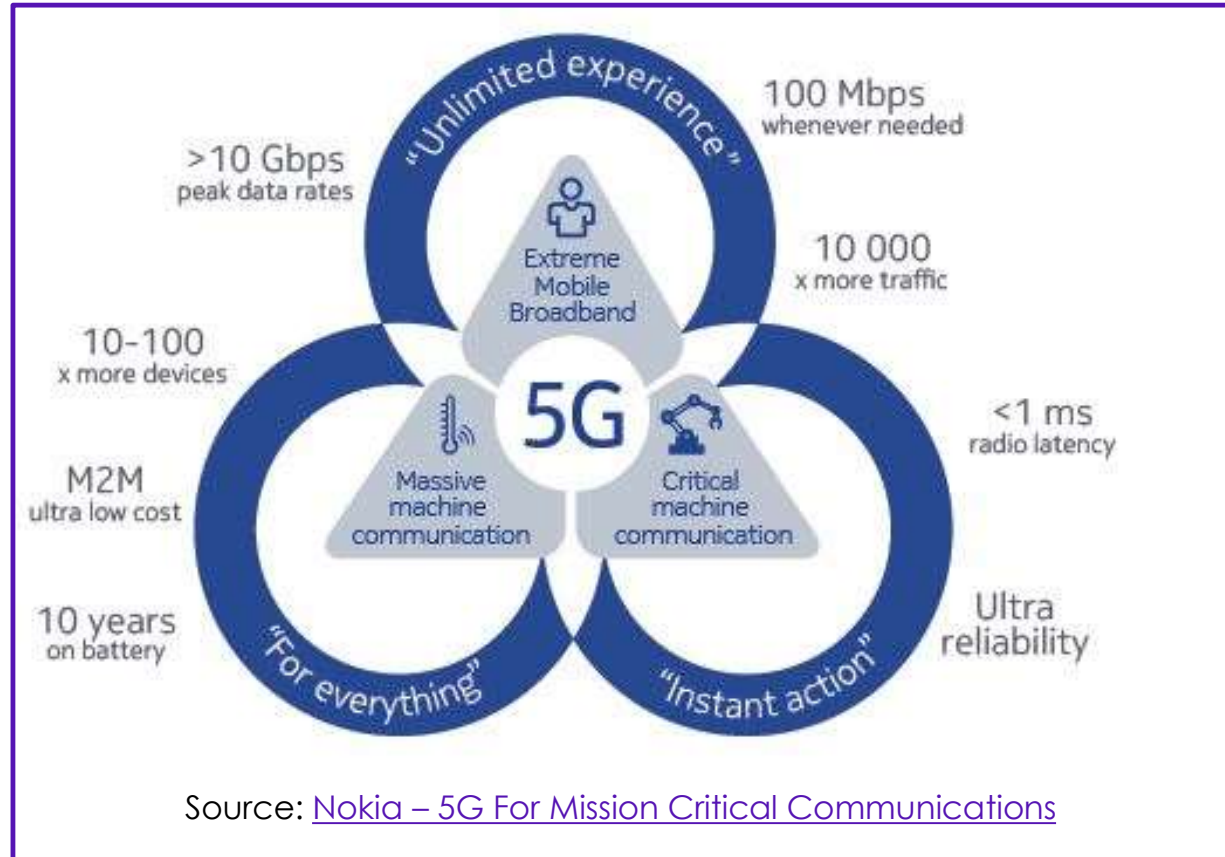 "Unlimited experience"
100 Mbps
whenever needed
>10 Gbps
peak data rates
10 000
x more traffic
Extreme
Mobile
Broadband
5G
10-100
x more devices
M2M
ultra low cost
10 years
on battery
Massive
machine
communication
"For everything"
Critical
machine
communication
<1 ms
radio latency
Ultra
reliability
"Instant action"
Source: Nokia – 5G For Mission Critical Communications